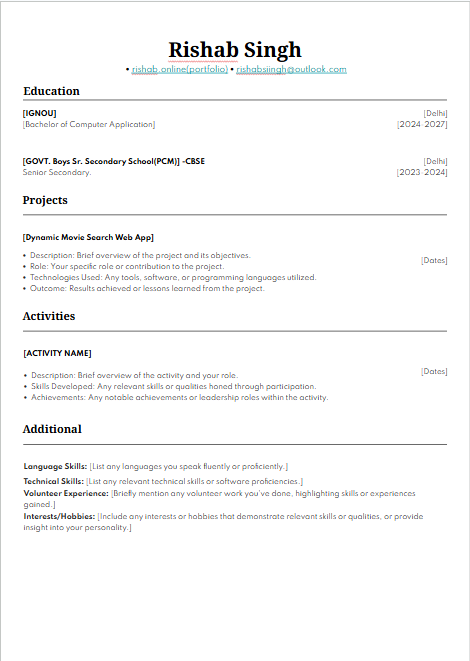 Rishab Singh
• rishab.online(portfolio) • rishabsiingh@outlook.com
Education
[IGNOU] [Delhi]
[Bachelor of Computer Application] [2024-2027]
[GOVT. Boys Sr. Secondary School(PCM)] -CBSE [Delhi]
Senior Secondary. [2023-2024]
Projects
[Dynamic Movie Search Web App]
• Description: Brief overview of the project and its objectives.
[Dates]
• Role: Your specific role or contribution to the project.
• Technologies Used: Any tools, software, or programming languages utilized.
• Outcome: Results achieved or lessons learned from the project.
Activities
[ACTIVITY NAME]
[Dates]
• Description: Brief overview of the activity and your role.
• Skills Developed: Any relevant skills or qualities honed through participation.
• Achievements: Any notable achievements or leadership roles within the activity.
Additional
Language Skills: [List any languages you speak fluently or proficiently.]
Technical Skills: [List any relevant technical skills or software proficiencies.]
Volunteer Experience: [Briefly mention any volunteer work you've done, highlighting skills or experiences
gained.]
Interests/Hobbies: [Include any interests or hobbies that demonstrate relevant skills or qualities, or provide
insight into your personality.]